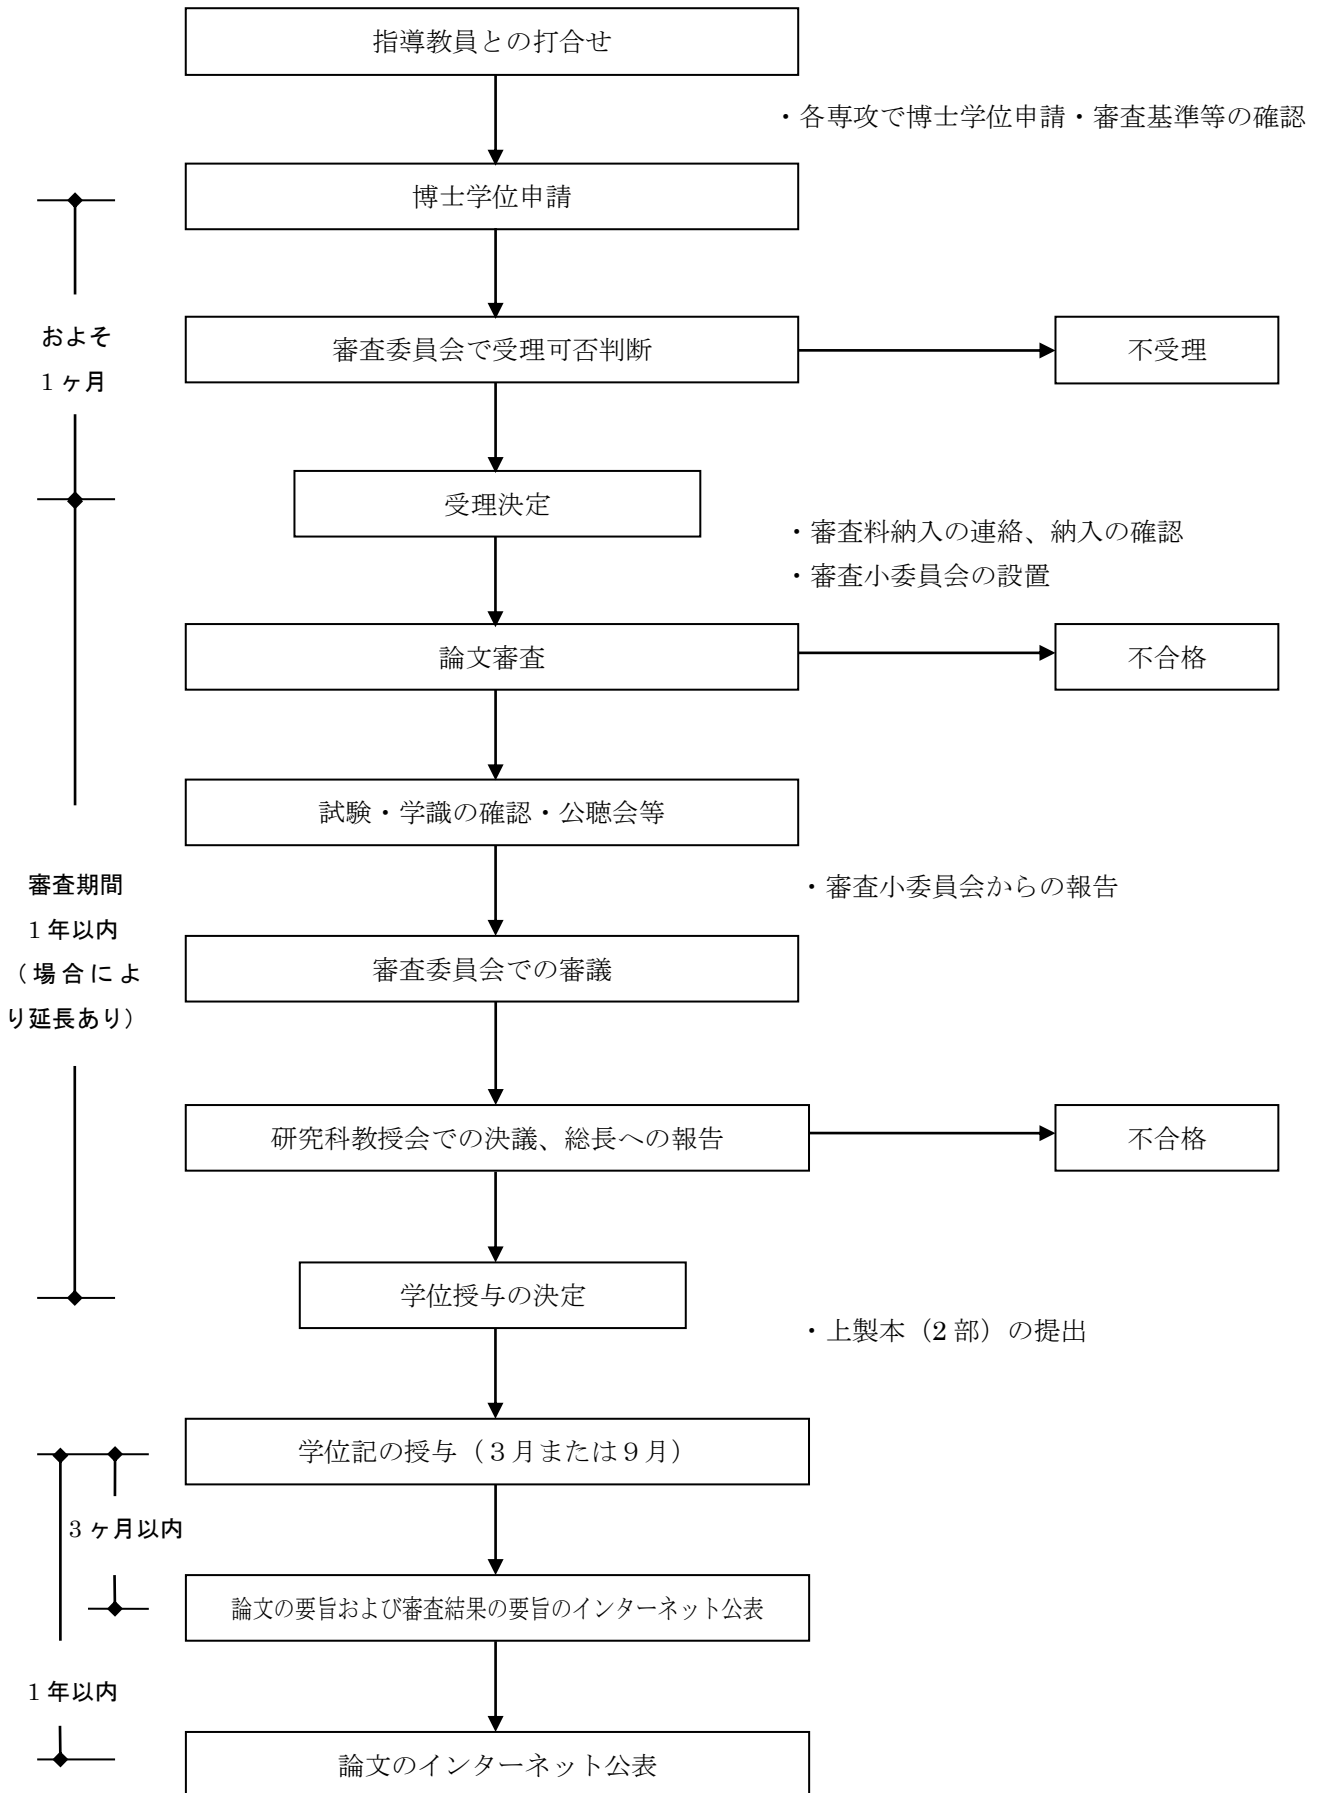 指導教員との打合せ
・各専攻で博士学位申請・審査基準等の確認
博士学位申請
およそ
1ヶ月
審査委員会で受理可否判断
不受理
受理決定
・審査料納入の連絡、納入の確認
・審査小委員会の設置
論文審査
不合格
試験・学識の確認・公聴会等
審査期間
1年以内
（場合によ
り延長あり）
・審査小委員会からの報告
審査委員会での審議
研究科教授会での決議、総長への報告
不合格
学位授与の決定
・上製本（2部）の提出
学位記の授与（３月または９月）
3ヶ月以内
論文の要旨および審査結果の要旨のインターネット公表
1年以内
論文のインターネット公表